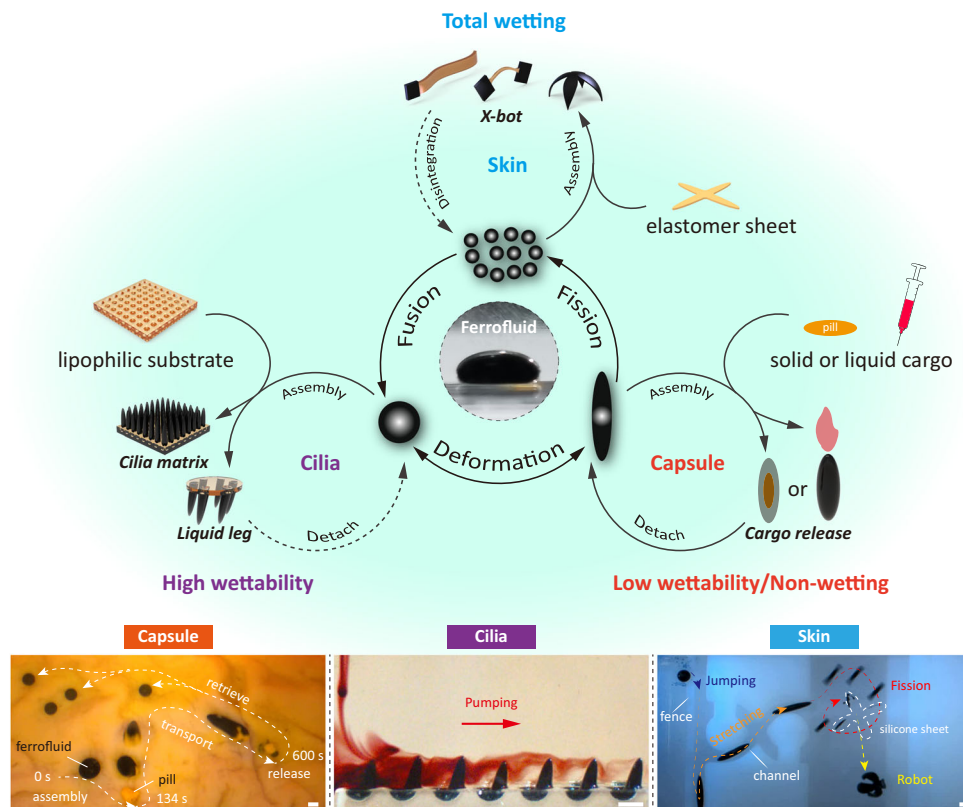 Total wetting
X-bot
Disintegration
Skin
Assembly
elastomer sheet
Fusion
Fission
Ferrofluid
lipophilic substrate
pill
solid or liquid cargo
Assembly
Assembly
Deformation
Cilia matrix
Cilia
Capsule
or
Liquid leg
Detach
Detach
Cargo release
High wettability
Low wettability/Non-wetting
Capsule
retrieve
transport
ferrofluid
0 s
assembly
pill
134 s
600 s
release
Cilia
Pumping
Skin
Jumping
fence
Stretching
channel
Fission
silicone sheet
Robot